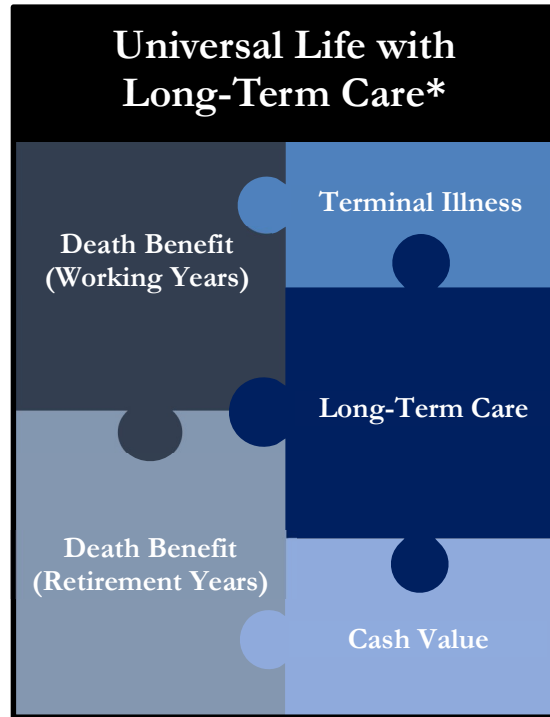 Universal Life with
Long-Term Care*
Death Benefit
(Working Years)
Terminal Illness
Long-Term Care
Death Benefit
(Retirement Years)
Cash Value